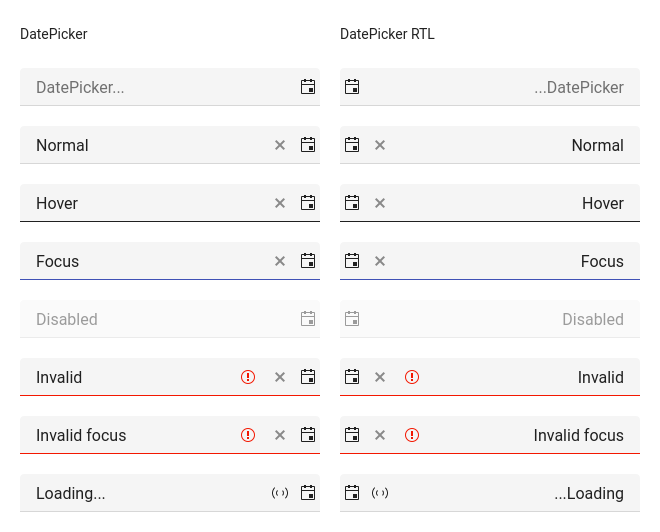 DatePicker
DatePicker RTL
DatePicker...
...DatePicker
Normal
Normal
Hover
Hover
Focus
Focus
Disabled
Disabled
Invalid
Invalid
Invalid focus
Invalid focus
Loading...
...Loading